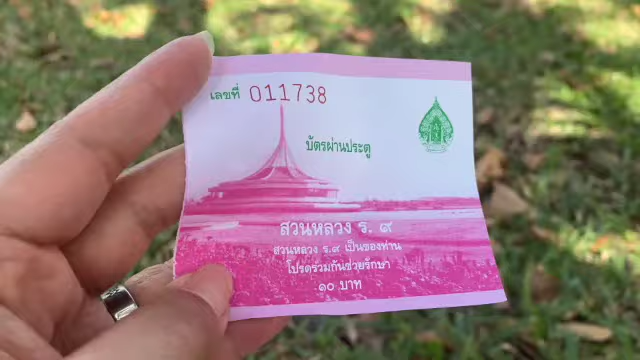 เลขที่ 011738
บัตรผ่านประตู
สวนหลวง ร. ๙
สวนหลวง ร.๙ เป็นของท่าน
โปรดร่วมกันช่วยรักษา
๑๐ บาท